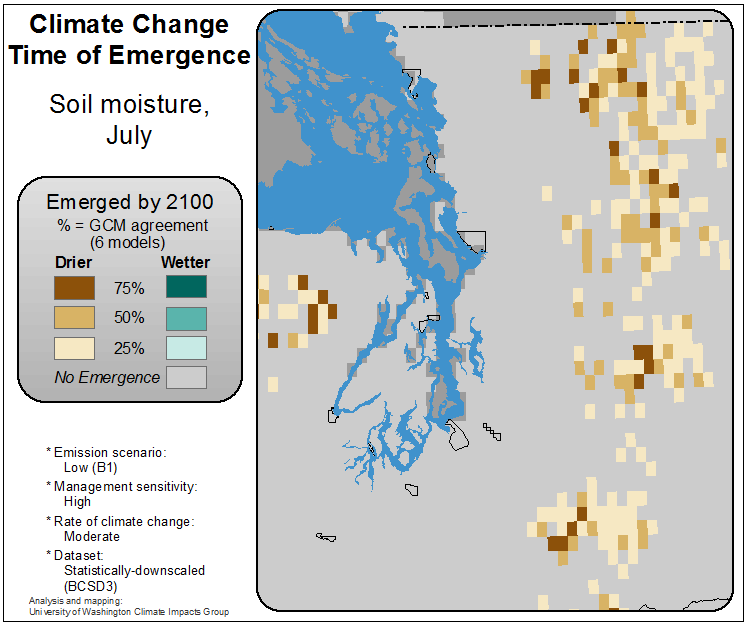 Climate Change
Time of Emergence
Soil moisture,
July
Emerged by 2100
% = GCM agreement
(6 models)
Drier Wetter
75%
50%
25%
No Emergence
* Emission scenario:
Low (B1)
* Management sensitivity:
High
* Rate of climate change:
Moderate
* Dataset:
Statistically-downscaled
(BCSD3)
Analysis and mapping:
University of Washington Climate Impacts Group